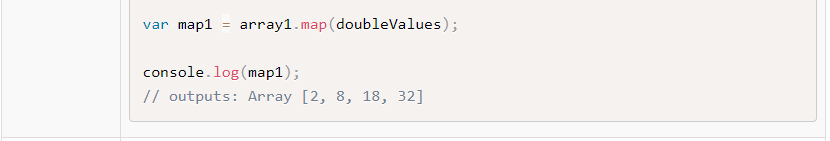 var map1 = array1.map(doubleValues);
console.log(map1);
// outputs: Array [2, 8, 18, 32]